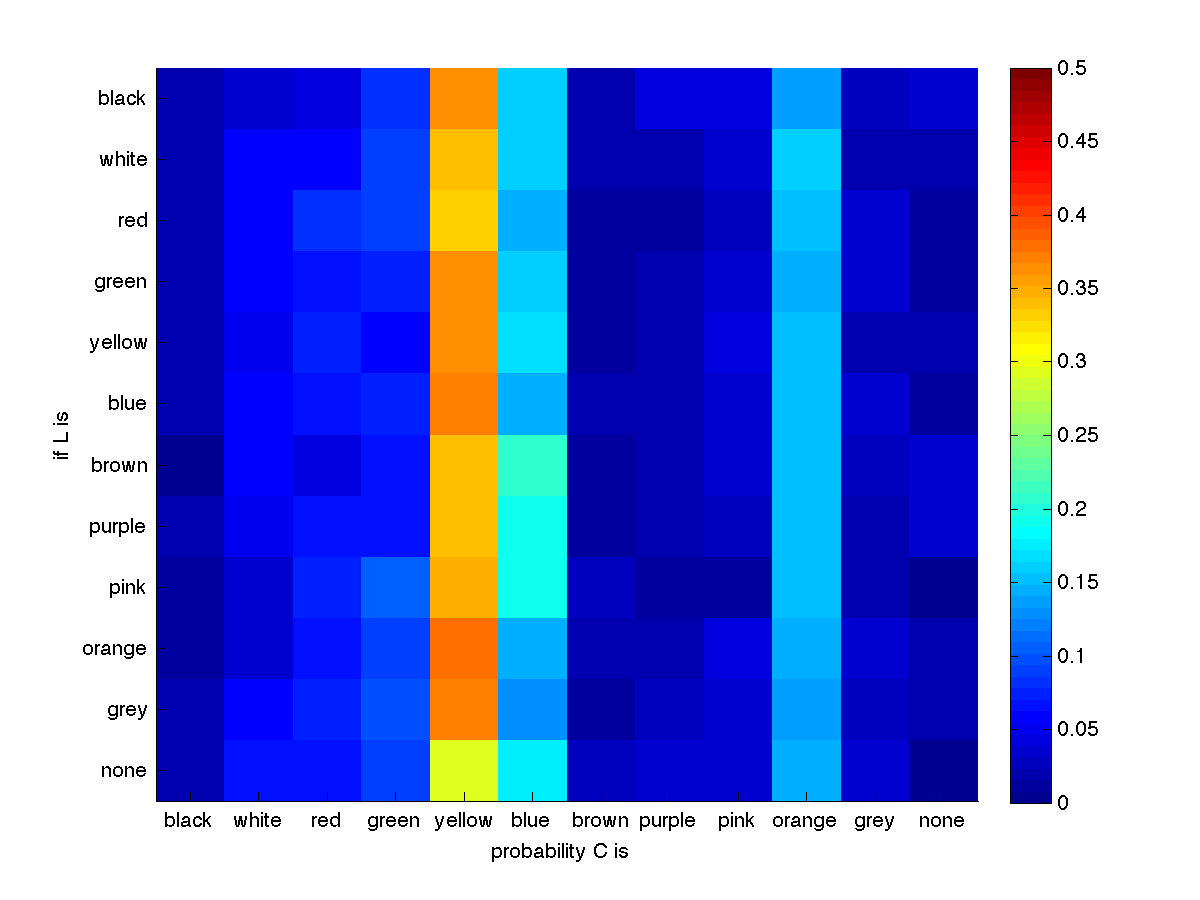 black
white
red
green
yellow
blue
brown
purple
pink
orange
grey
none
if L is
black white red green yellow blue brown purple pink orange grey none
probability C is
0.5
0.45
0.4
0.35
0.3
0.25
0.2
0.15
0.1
0.05
0